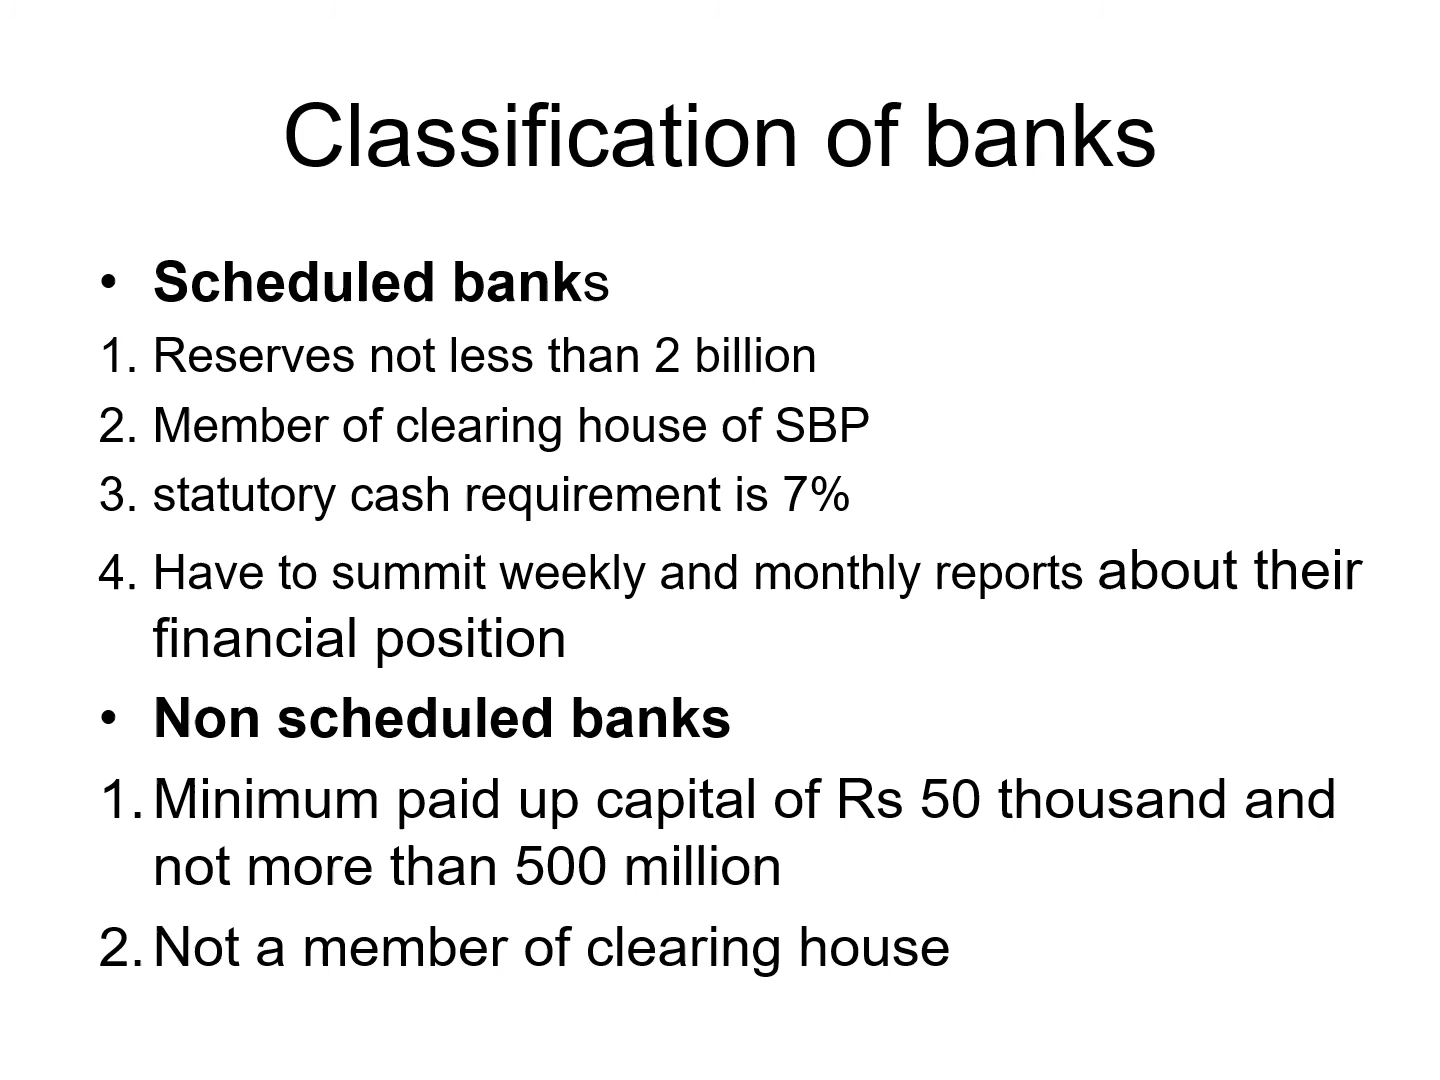 Classification of banks
• Scheduled banks
1. Reserves not less than 2 billion
2. Member of clearing house of SBP
3. statutory cash requirement is 7%
4. Have to summit weekly and monthly reports about their
financial position
• Non scheduled banks
1. Minimum paid up capital of Rs 50 thousand and
not more than 500 million
2. Not a member of clearing house